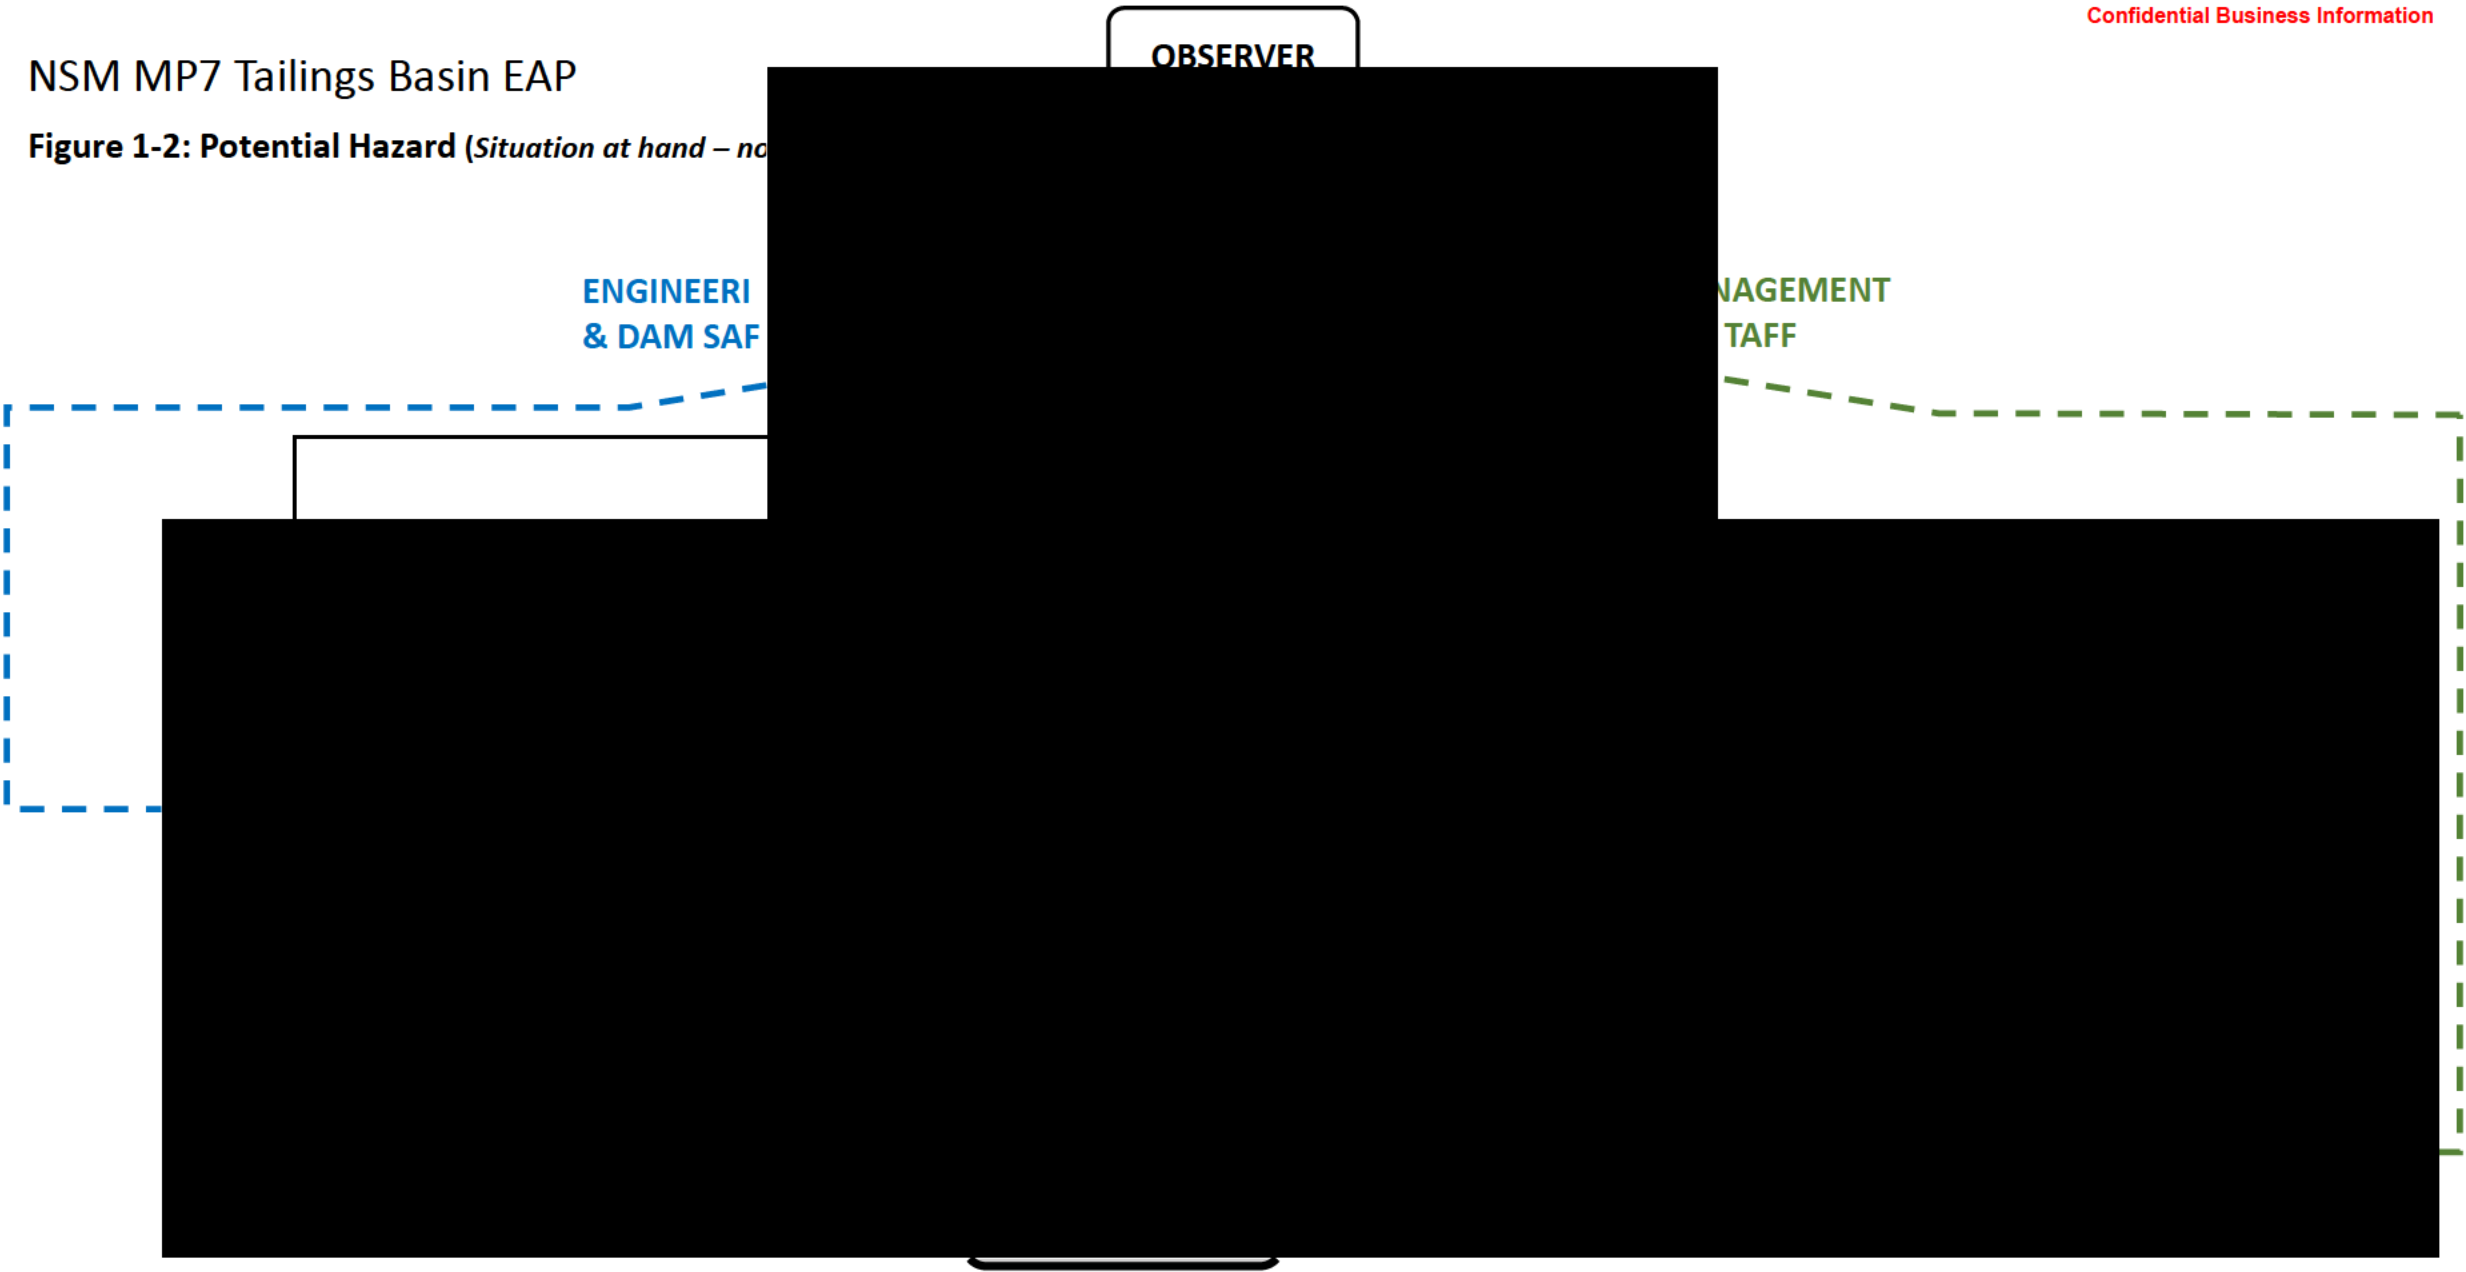 Confidential Business Information
OBSERVER
NSM MP7 Tailings Basin EAP
Figure 1-2: Potential Hazard (Situation at hand – no
ENGINEERI
& DAM SAF
NAGEMENT
TAFF